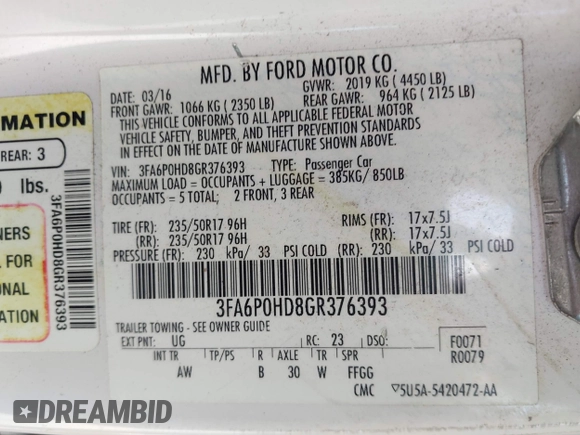 MFD. BY FORD MOTOR CO.
DATE: 03/16
GVWR: 2019 KG ( 4450 LB)
FRONT GAWR: 1066 KG ( 2350 LB)
REAR GAWR: 964 KG ( 2125 LB)
THIS VEHICLE CONFORMS TO ALL APPLICABLE FEDERAL MOTOR
VEHICLE SAFETY, BUMPER, AND THEFT PREVENTION STANDARDS
IN EFFECT ON THE DATE OF MANUFACTURE SHOWN ABOVE.
VIN: 3FA6P0HD8GR376393 TYPE: Passenger Car
MAXIMUM LOAD = OCCUPANTS + LUGGAGE = 385KG/ 850LB
OCCUPANTS = 5 TOTAL; 2 FRONT, 3 REAR
TIRE (FR): 235/50R17 96H RIMS (FR): 17x7.5J
(RR): 235/50R17 96H (RR): 17x7.5J
PRESSURE (FR): 230 kPa/ 33 PSI COLD (RR): 230 kPa/ 33 PSI COLD
3FA6P0HD8GR376393
TRAILER TOWING - SEE OWNER GUIDE
EXT PNT: UG RC: 23 DSO: F0071
R0079
INT TR TP/PS R AXLE TR SPR
AW B 30 W FFGG
CMC 5U5A-5420472-AA
MATION
REAR: 3
lbs.
NERS
L FOR
ONAL
ATION
3FA6P0HD8GR376393
DREAMBID